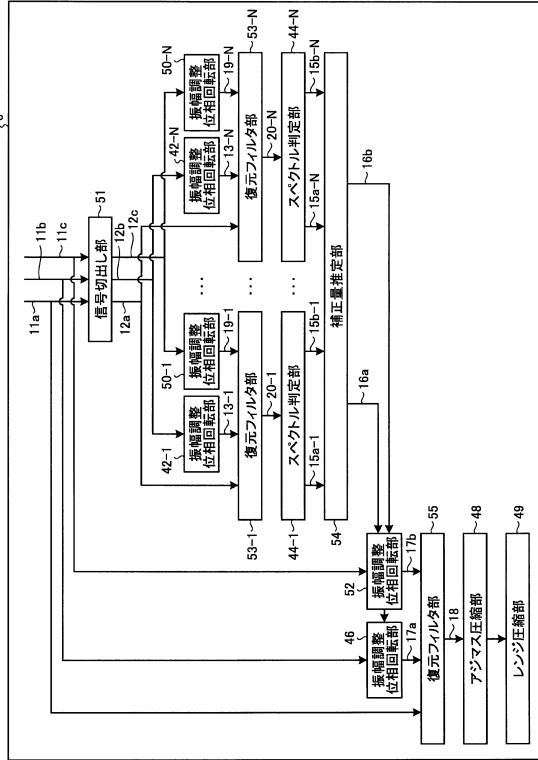 11a
11b
11c
51
信号切出し部
12a
12b
12c
50-N
振幅調整
位相回転部
19-N
42-N
振幅調整
位相回転部
13-N
53-N
復元フィルタ部
20-N
44-N
スペクトル判定部
15a-N
15b-N
...
...
50-1
振幅調整
位相回転部
19-1
42-1
振幅調整
位相回転部
13-1
53-1
復元フィルタ部
20-1
44-1
スペクトル判定部
15a-1
15b-1
54
補正量推定部
16a
16b
52
振幅調整
位相回転部
17b
46
振幅調整
位相回転部
17a
55
復元フィルタ部
18
48
アジマス圧縮部
49
レンジ圧縮部